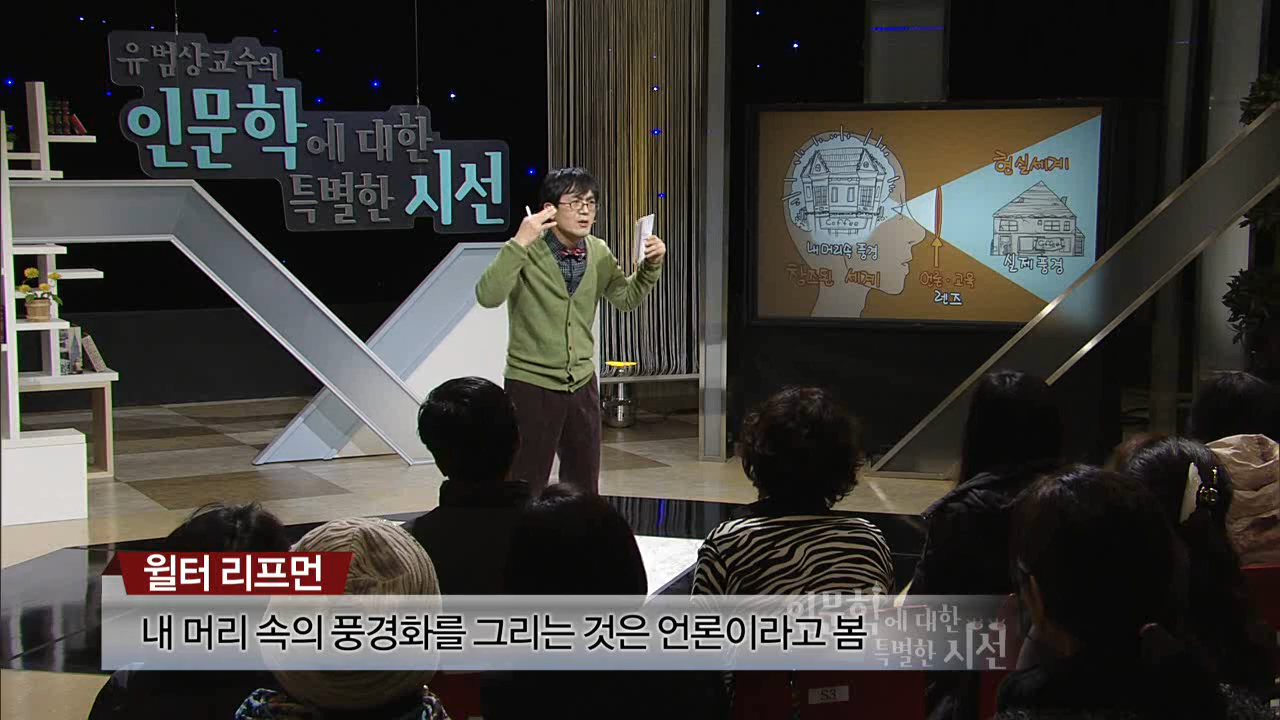 유범상교수의
인문학에 대한
특별한 시선
현실세계
Coffee
내 머리속 풍경
창조된 세계
언론·교육
렌즈
실제 풍경
월터 리프먼
내 머리 속의 풍경화를 그리는 것은 언론이라고 봄
인문학에 대한
특별한 시선
S3